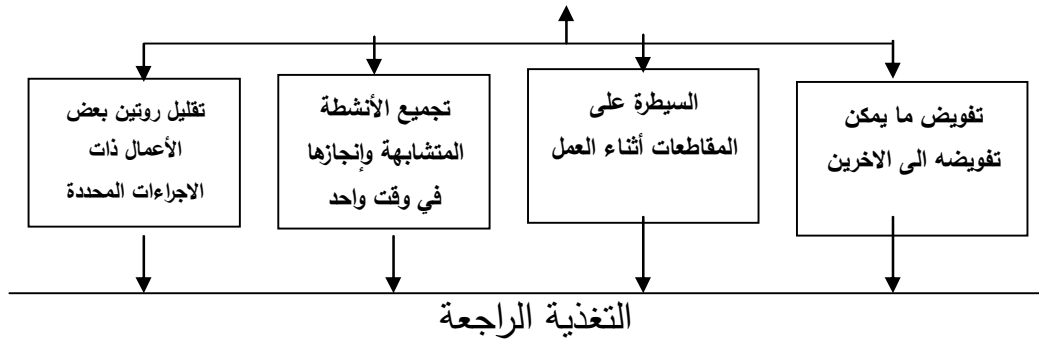 تفويض ما يمكن
تفويضه الى الاخرين
السيطرة على
المقاطعات أثناء العمل
تجميع الأنشطة
المتشابهة وإنجازها
في وقت واحد
تقليل روتين بعض
الأعمال ذات
الاجراءات المحددة
التغذية الراجعة